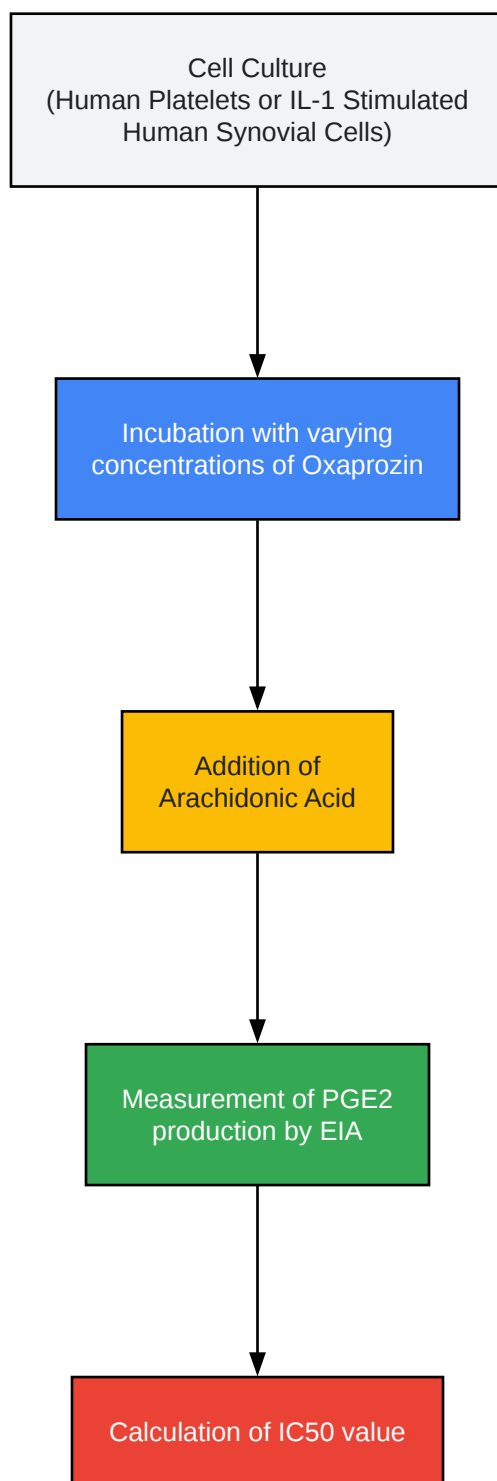 Cell Culture
(Human Platelets or IL-1 Stimulated
Human Synovial Cells)
Incubation with varying
concentrations of Oxaprozin
Addition of
Arachidonic Acid
Measurement of PGE2
production by EIA
Calculation of IC50 value